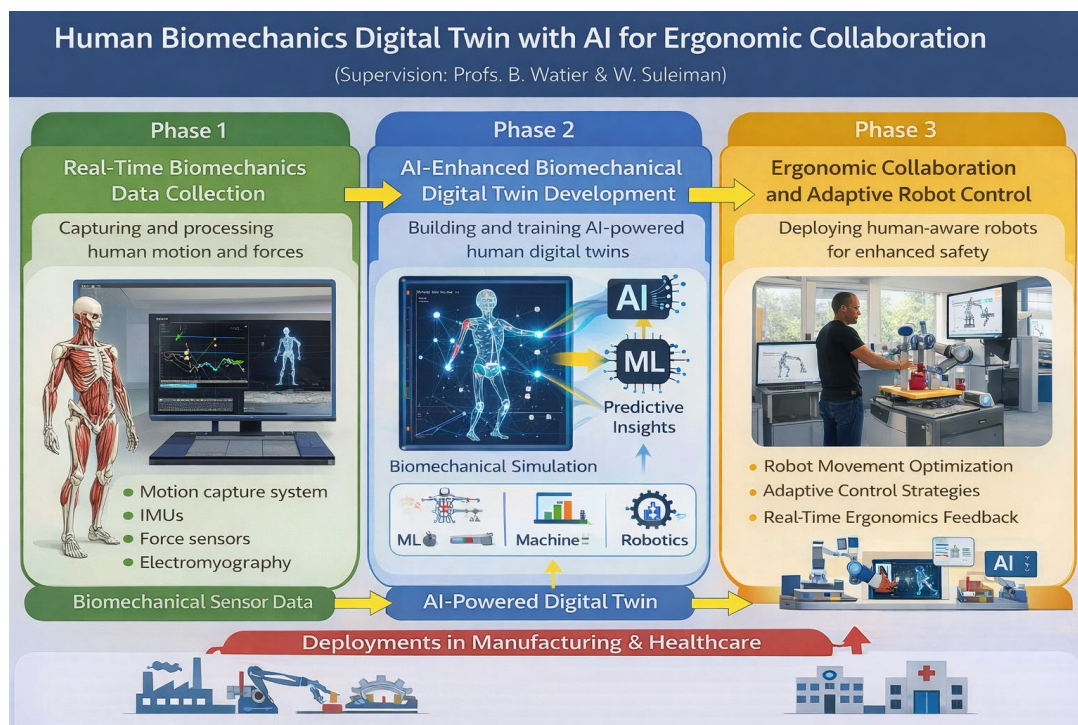 Human Biomechanics Digital Twin with AI for Ergonomic Collaboration
(Supervision: Profs. B. Watier & W. Suleiman)
Phase 1
Real-Time Biomechanics
Data Collection
Capturing and processing
human motion and forces
Motion capture system
IMUs
Force sensors
Electromyography
Biomechanical Sensor Data
Phase 2
AI-Enhanced Biomechanical
Digital Twin Development
Building and training AI-powered
human digital twins
AI
ML
Predictive
Insights
Biomechanical Simulation
ML
Machine
Robotics
AI-Powered Digital Twin
Phase 3
Ergonomic Collaboration
and Adaptive Robot Control
Deploying human-aware robots
for enhanced safety
Robot Movement Optimization
Adaptive Control Strategies
Real-Time Ergonomics Feedback
AI
Deployments in Manufacturing & Healthcare